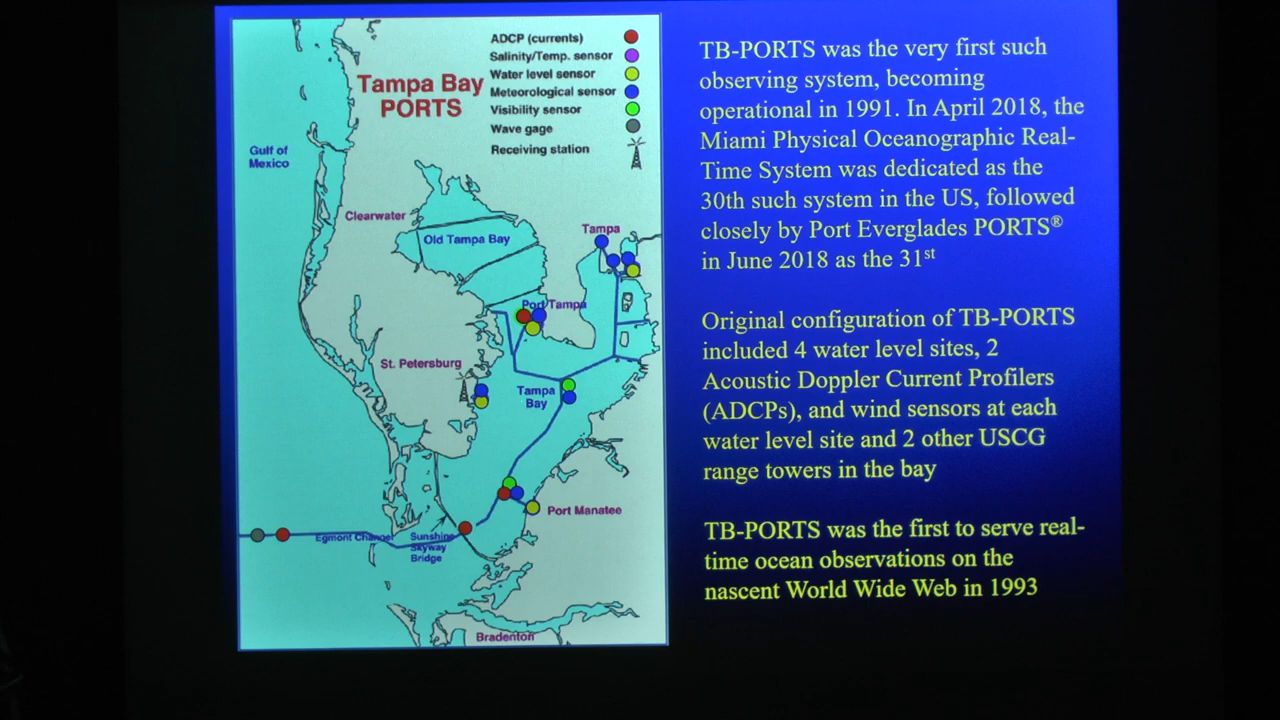 ADCP (currents)
Salinity/Temp. sensor
Water level sensor
Meteorological sensor
Visibility sensor
Wave gage
Receiving station
Tampa Bay
PORTS
Gulf of
Mexico
Clearwater
Old Tampa Bay
Tampa
Port Tampa
St. Petersburg
Tampa
Bay
Port Manatee
Egmont Channel
Sunshine
Skyway
Bridge
Bradenton
TB-PORTS was the very first such
observing system, becoming
operational in 1991. In April 2018, the
Miami Physical Oceanographic Real-
Time System was dedicated as the
30th such system in the US, followed
closely by Port Everglades PORTS®
in June 2018 as the 31st
Original configuration of TB-PORTS
included 4 water level sites, 2
Acoustic Doppler Current Profilers
(ADCPs), and wind sensors at each
water level site and 2 other USCG
range towers in the bay
TB-PORTS was the first to serve real-
time ocean observations on the
nascent World Wide Web in 1993